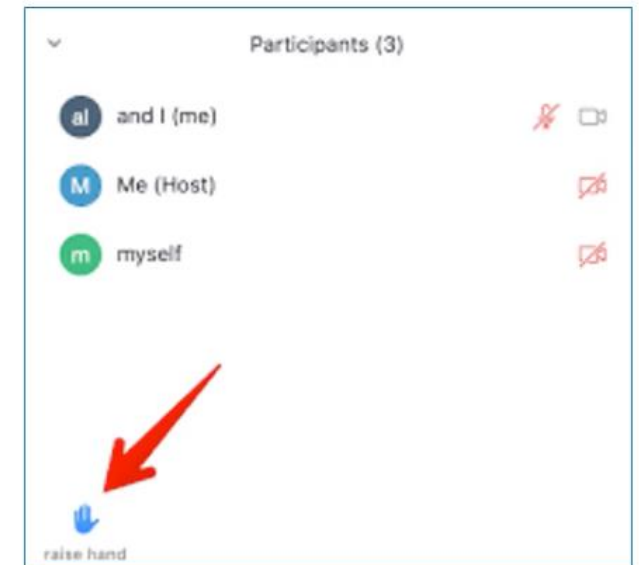 Participants (3)
al and I (me)
M Me (Host)
m myself
raise hand